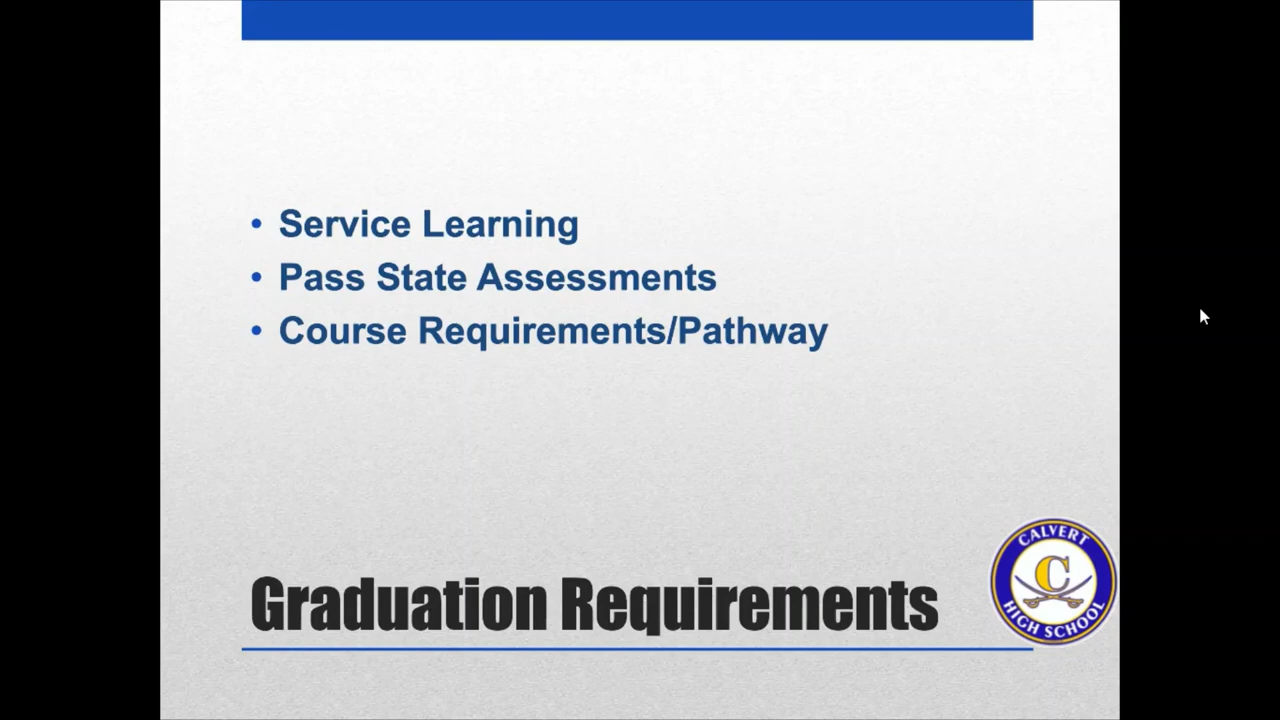 • Service Learning
• Pass State Assessments
• Course Requirements/Pathway
Graduation Requirements
CALVERT
C
HIGH SCHOOL